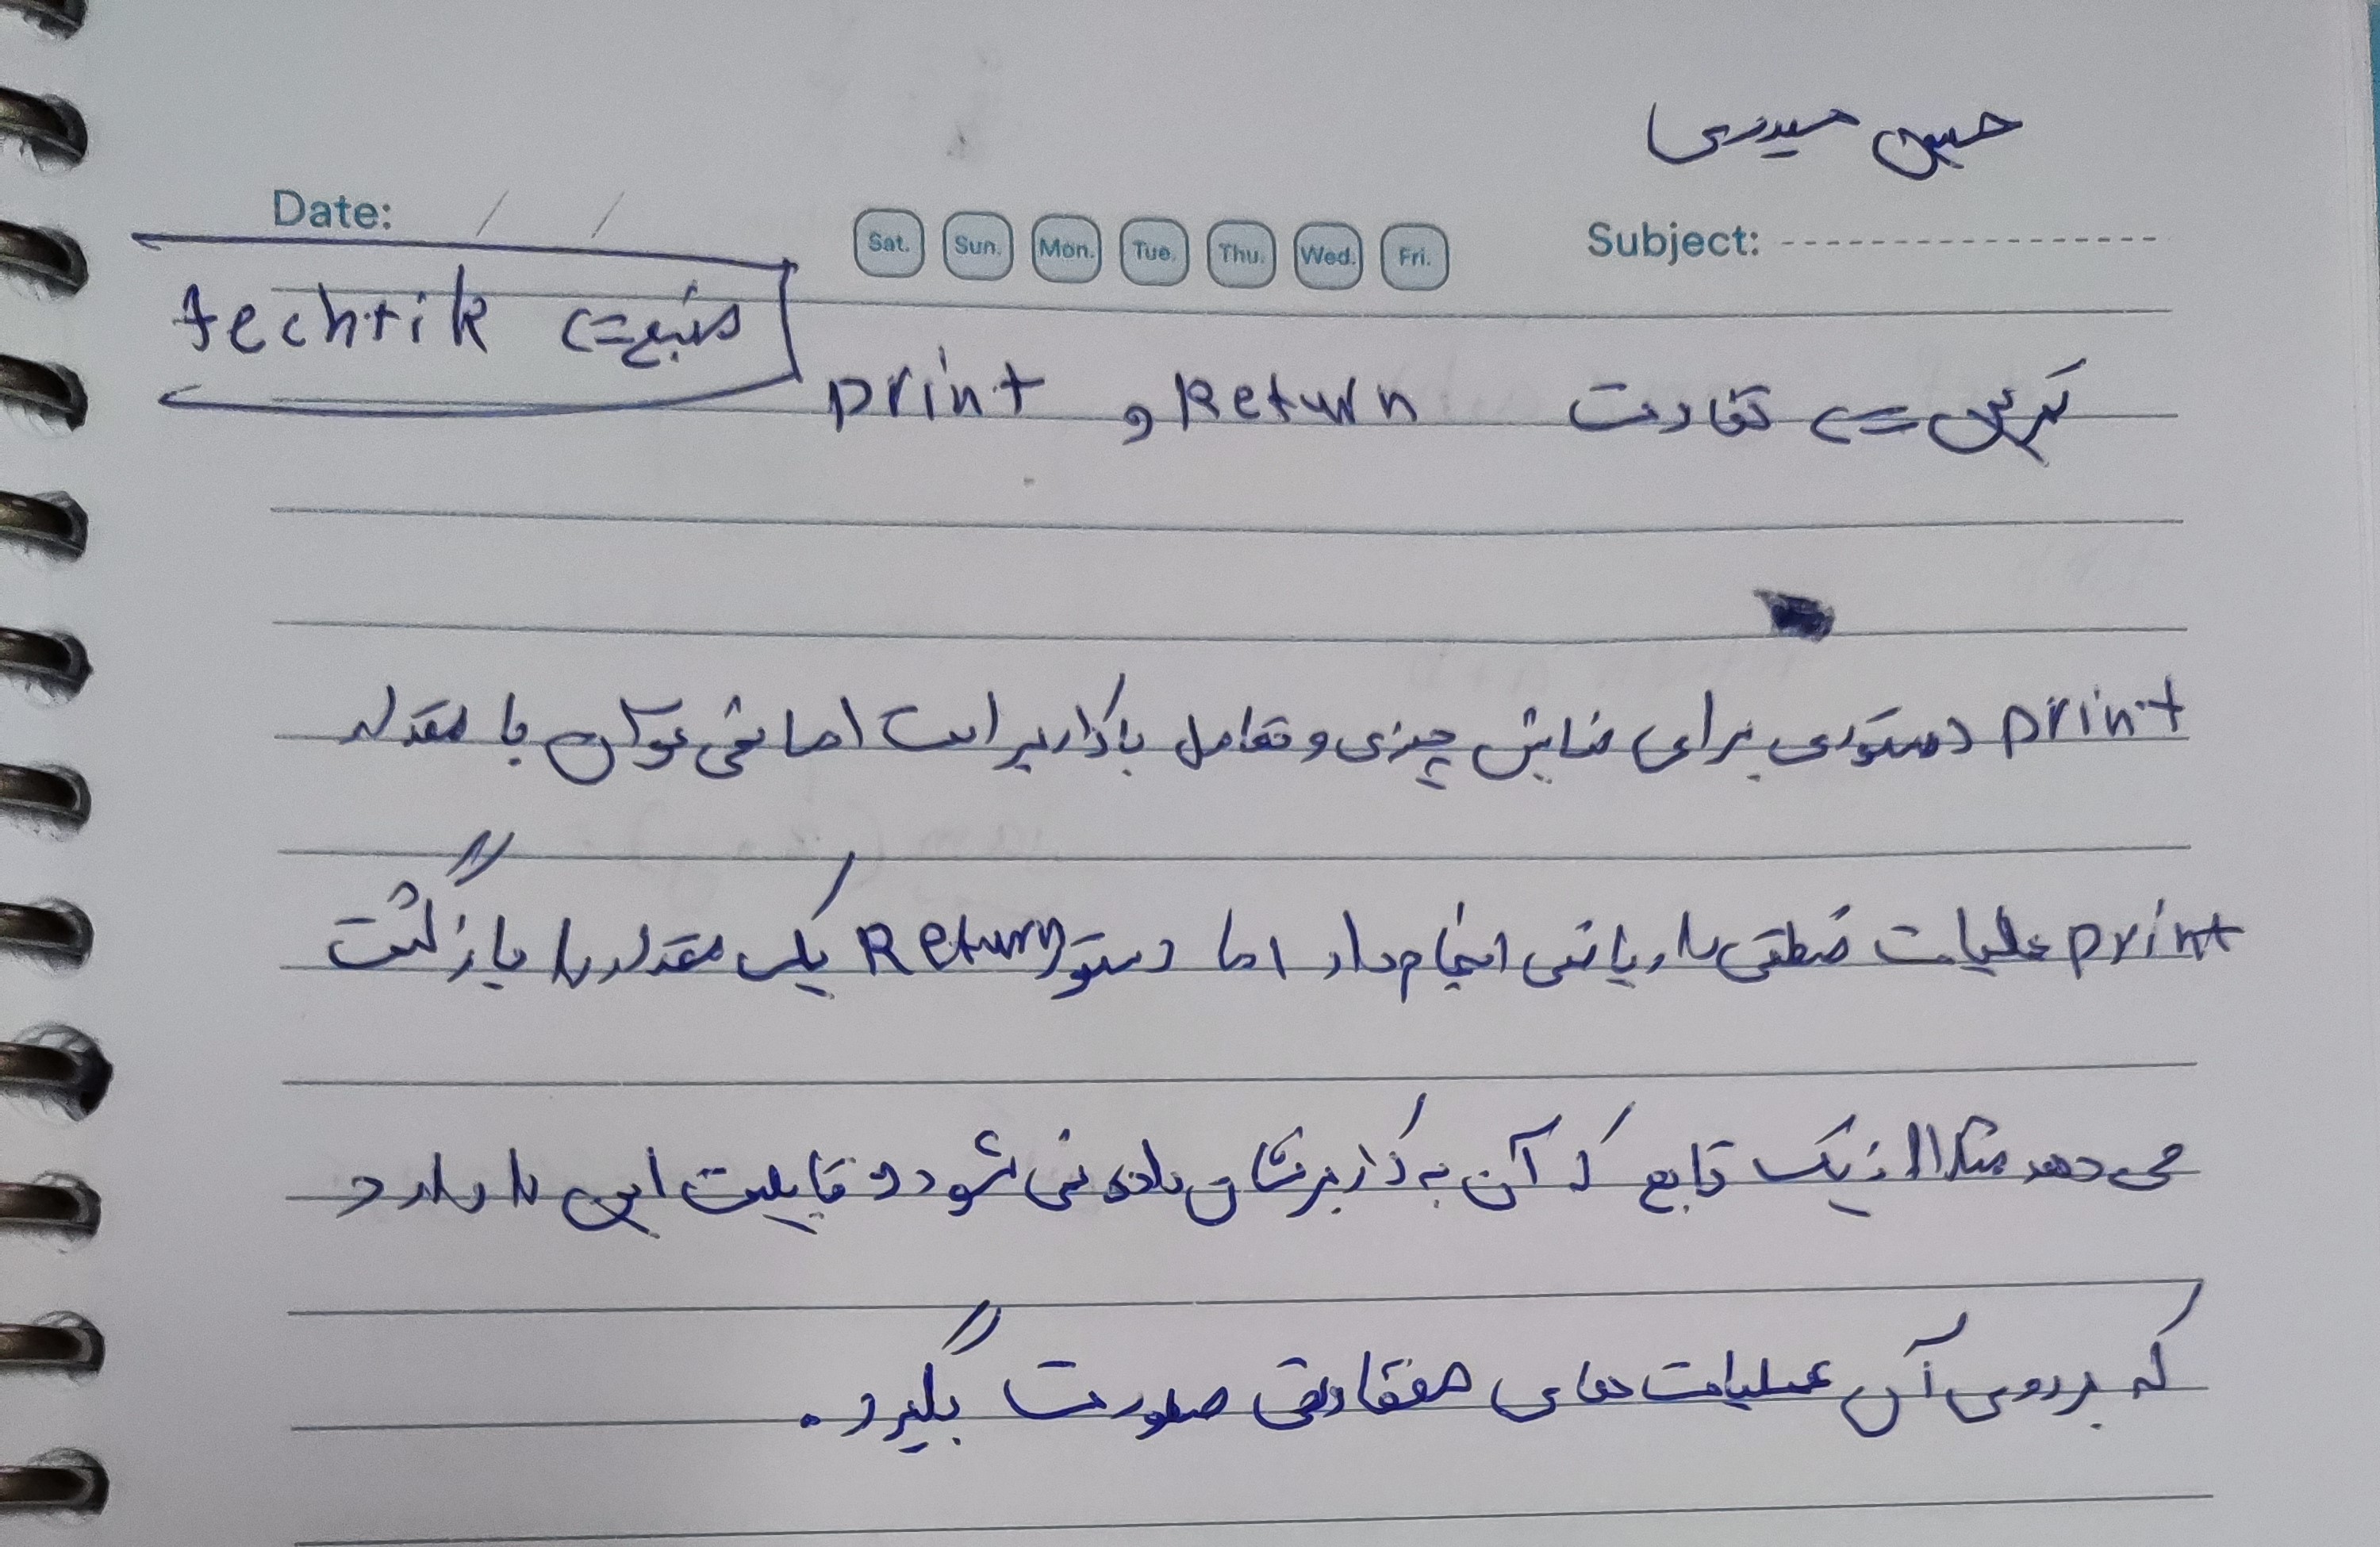 حسین حیدری
Date: / /
Sat. Sun. Mon. Tue. Thu. Wed. Fri.
Subject:
منبع => techtik
تمرین => تفاوت Return و print
print دستوری برای نمایش چیزی و تعامل با کاربر است اما نمی توان با مقدار
print عملیات منطقی یا ریاضی انجام داد اما دستور Return یک مقدار را بازگشت
می دهد مثلا از یک تابع که آن به کاربر نشان داده نمی شود و قابلیت این را دارد
که بر روی آن عملیات های متفاوتی صورت بگیرد.